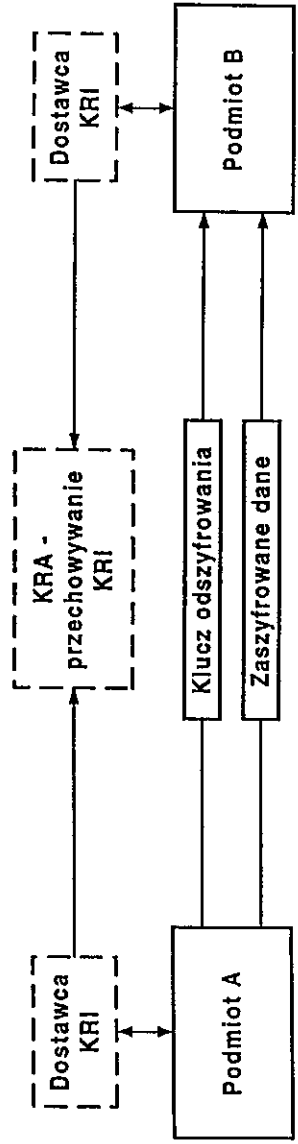 Dostawca
KRI
KRA -
przechowywanie
KRI
Dostawca
KRI
Podmiot A
Klucz odszyfrowania
Zaszyfrowane dane
Podmiot B